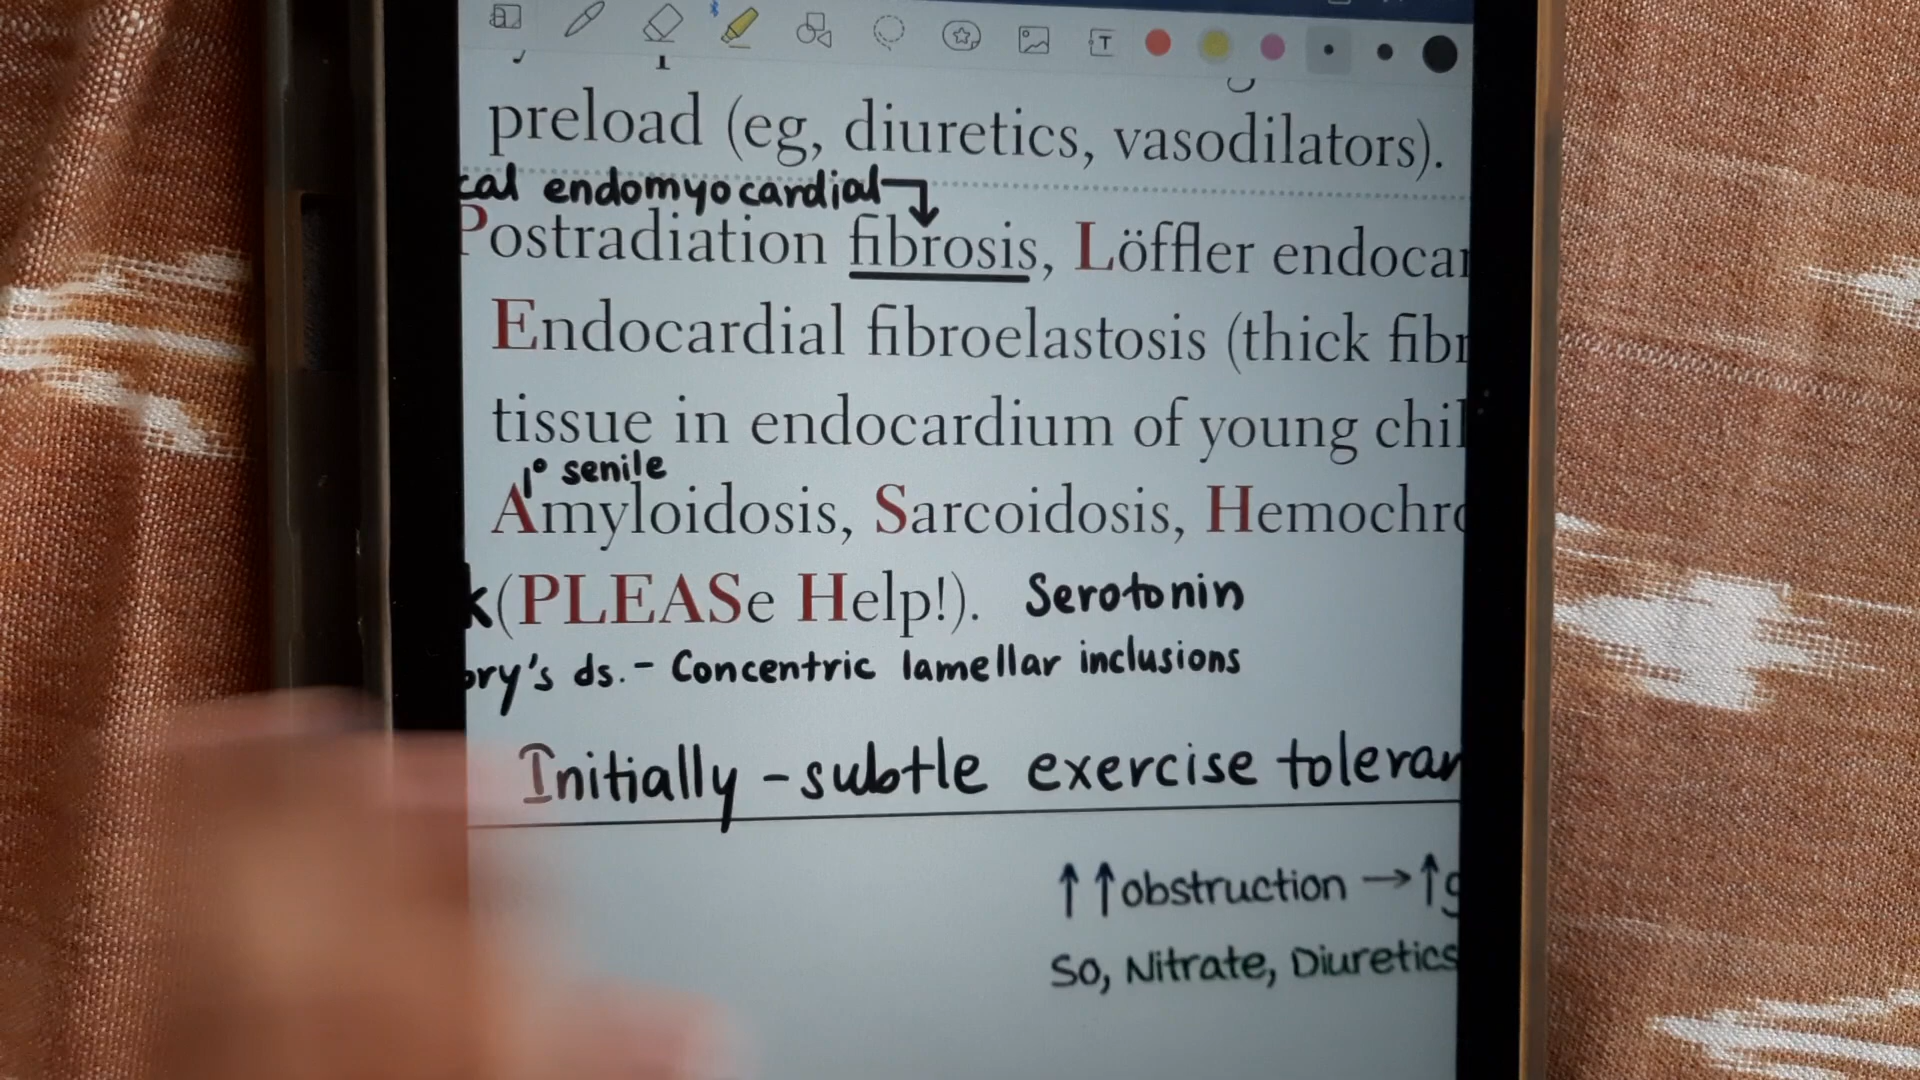 preload (eg, diuretics, vasodilators).
cal endomyocardial
Postradiation fibrosis, Löffler endocar
Endocardial fibroelastosis (thick fibr
tissue in endocardium of young chil
1° senile
Amyloidosis, Sarcoidosis, Hemochro
k (PLEASe Help!). Serotonin
ory's ds. - Concentric lamellar inclusions
Initially - subtle exercise toleran
↑↑ obstruction → ↑g
So, Nitrate, Diuretics